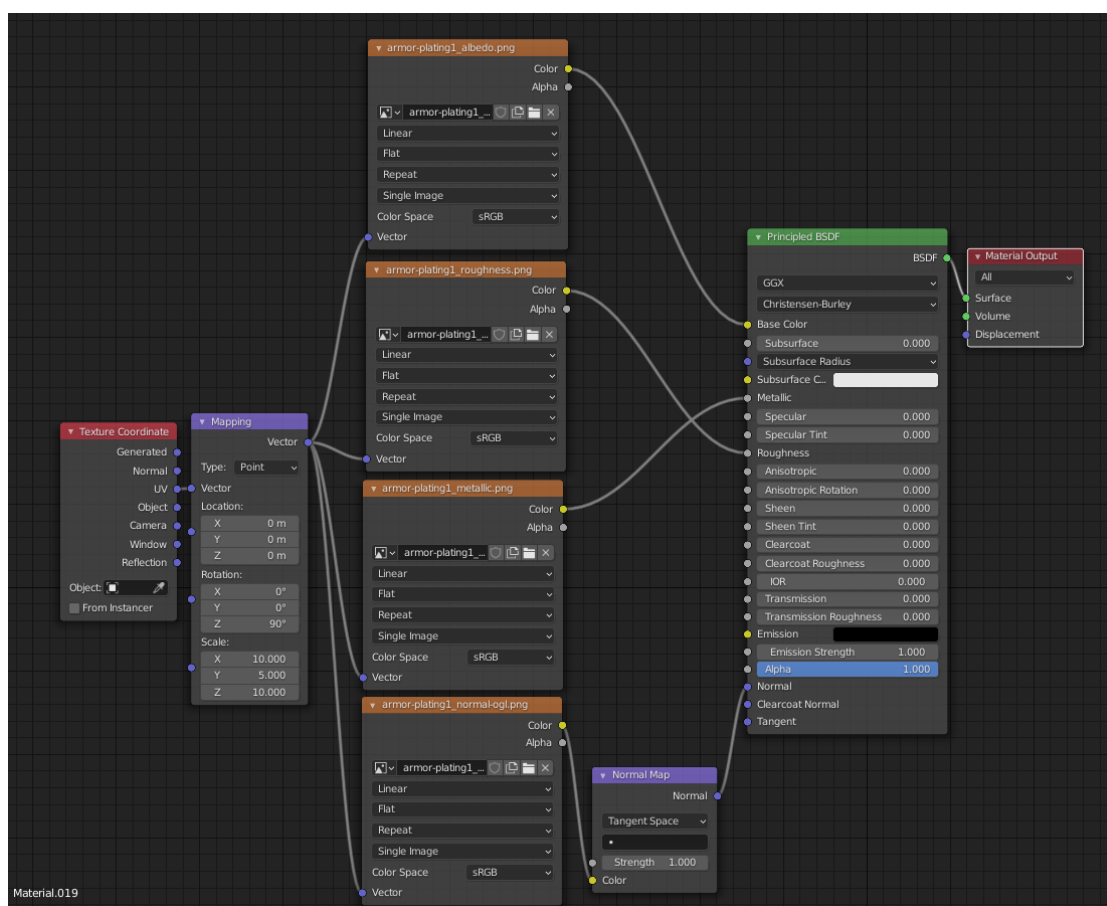 armor-plating1_albedo.png
Color
Alpha
armor-plating1_...
Linear
Flat
Repeat
Single Image
Color Space sRGB
Vector
armor-plating1_roughness.png
Color
Alpha
armor-plating1_...
Linear
Flat
Repeat
Single Image
Color Space sRGB
Vector
armor-plating1_metallic.png
Color
Alpha
armor-plating1_...
Linear
Flat
Repeat
Single Image
Color Space sRGB
Vector
armor-plating1_normal-ogl.png
Color
Alpha
armor-plating1_...
Linear
Flat
Repeat
Single Image
Color Space sRGB
Vector
Texture Coordinate
Generated
Normal
UV
Object
Camera
Window
Reflection
Object:
From Instancer
Mapping
Vector
Type: Point
Vector
Location:
X 0 m
Y 0 m
Z 0 m
Rotation:
X 0°
Y 0°
Z 90°
Scale:
X 10.000
Y 5.000
Z 10.000
Normal Map
Normal
Tangent Space
Strength 1.000
Color
Principled BSDF
BSDF
GGX
Christensen-Burley
Base Color
Subsurface 0.000
Subsurface Radius
Subsurface C...
Metallic
Specular 0.000
Specular Tint 0.000
Roughness
Anisotropic 0.000
Anisotropic Rotation 0.000
Sheen 0.000
Sheen Tint 0.000
Clearcoat 0.000
Clearcoat Roughness 0.000
IOR 0.000
Transmission 0.000
Transmission Roughness 0.000
Emission
Emission Strength 1.000
Alpha 1.000
Normal
Clearcoat Normal
Tangent
Material Output
All
Surface
Volume
Displacement
Material.019